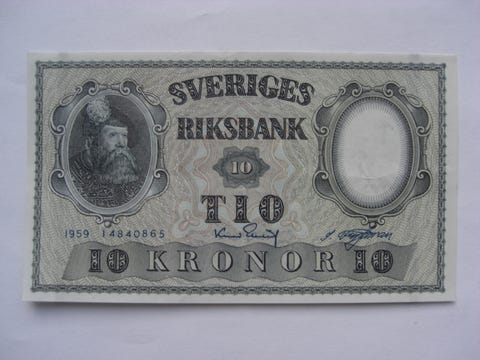 SVERIGES
RIKSBANK
10
TIO
1959 14840865
10 KRONOR 10